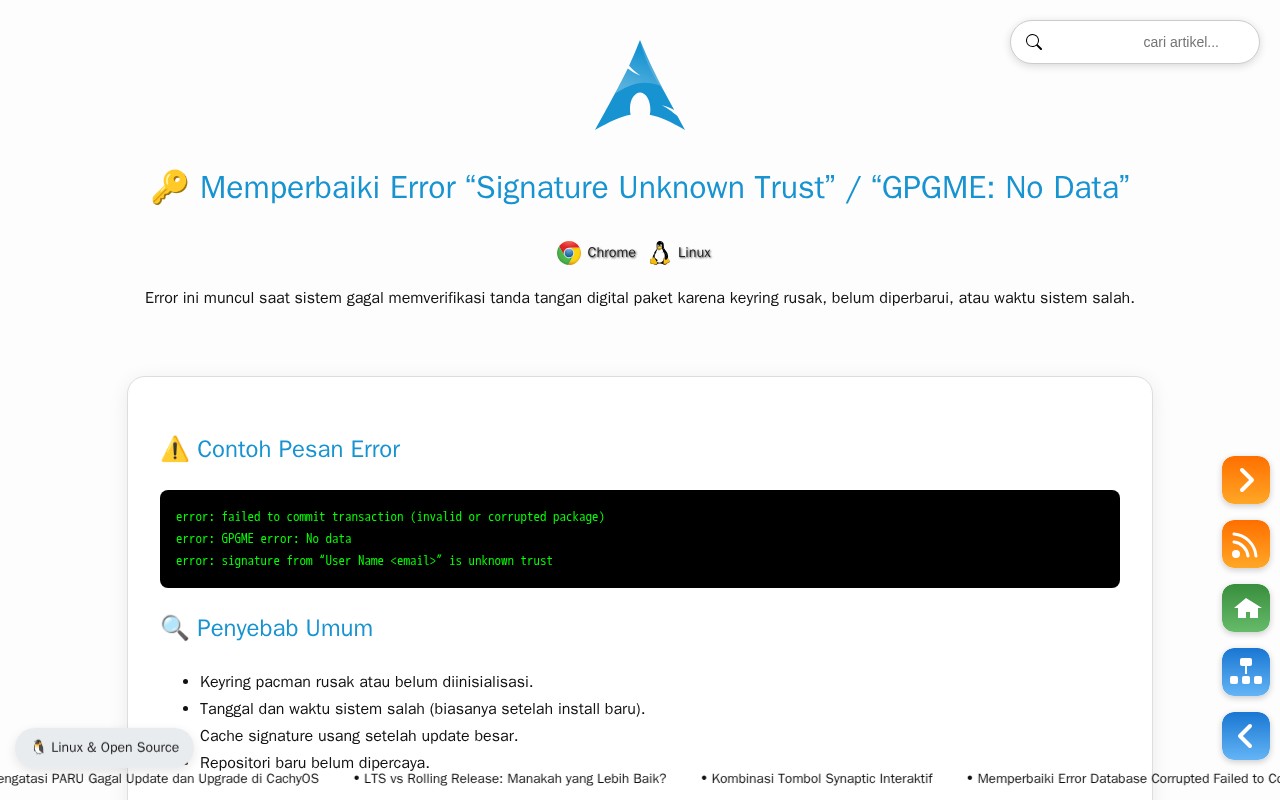 cari artikel...
🔑 Memperbaiki Error “Signature Unknown Trust” / “GPGME: No Data”
Chrome Linux
Error ini muncul saat sistem gagal memverifikasi tanda tangan digital paket karena keyring rusak, belum diperbarui, atau waktu sistem salah.
⚠️ Contoh Pesan Error
error: failed to commit transaction (invalid or corrupted package)
error: GPGME error: No data
error: signature from “User Name <email>” is unknown trust
🔍 Penyebab Umum
• Keyring pacman rusak atau belum diinisialisasi.
• Tanggal dan waktu sistem salah (biasanya setelah install baru).
Cache signature usang setelah update besar.
Repositori baru belum dipercaya.
🐧 Linux & Open Source
PARU Gagal Update dan Upgrade di CachyOS • LTS vs Rolling Release: Manakah yang Lebih Baik? • Kombinasi Tombol Synaptic Interaktif • Memperbaiki Error Database Corrupted Failed to